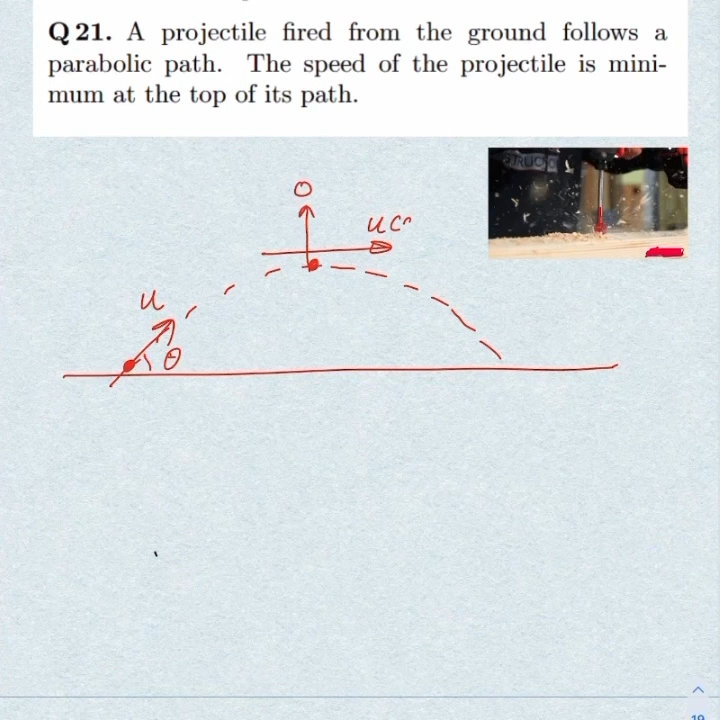 Q 21. A projectile fired from the ground follows a
parabolic path. The speed of the projectile is mini-
mum at the top of its path.
0
u
θ